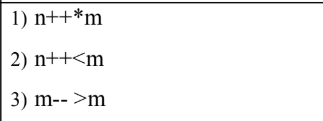 1) n++*m
2) n++<m
3) m-- >m